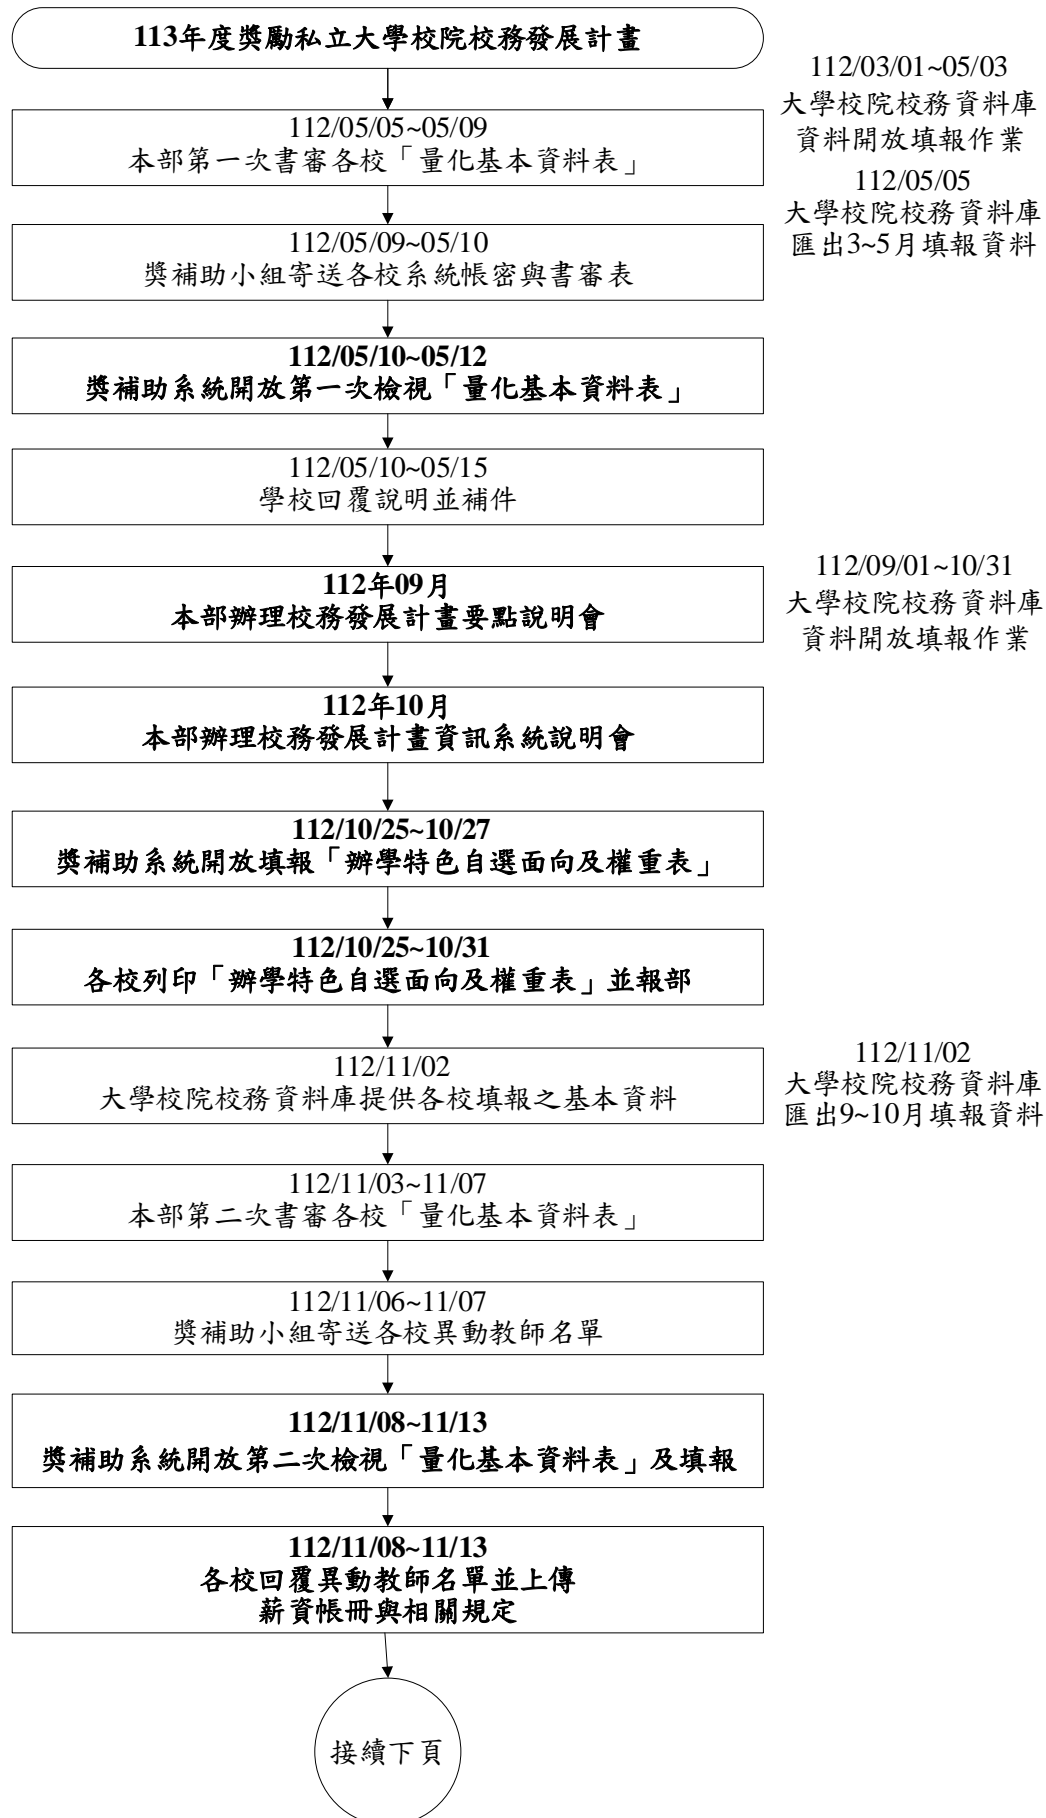 113年度獎勵私立大學校院校務發展計畫
112/03/01~05/03
大學校院校務資料庫
資料開放填報作業
112/05/05~05/09
本部第一次書審各校「量化基本資料表」
112/05/05
大學校院校務資料庫
匯出3~5月填報資料
112/05/09~05/10
獎補助小組寄送各校系統帳密與書審表
112/05/10~05/12
獎補助系統開放第一次檢視「量化基本資料表」
112/05/10~05/15
學校回覆說明並補件
112年09月
本部辦理校務發展計畫要點說明會
112/09/01~10/31
大學校院校務資料庫
資料開放填報作業
112年10月
本部辦理校務發展計畫資訊系統說明會
112/10/25~10/27
獎補助系統開放填報「辦學特色自選面向及權重表」
112/10/25~10/31
各校列印「辦學特色自選面向及權重表」並報部
112/11/02
大學校院校務資料庫提供各校填報之基本資料
112/11/02
大學校院校務資料庫
匯出9~10月填報資料
112/11/03~11/07
本部第二次書審各校「量化基本資料表」
112/11/06~11/07
獎補助小組寄送各校異動教師名單
112/11/08~11/13
獎補助系統開放第二次檢視「量化基本資料表」及填報
112/11/08~11/13
各校回覆異動教師名單並上傳
薪資帳冊與相關規定
接續下頁